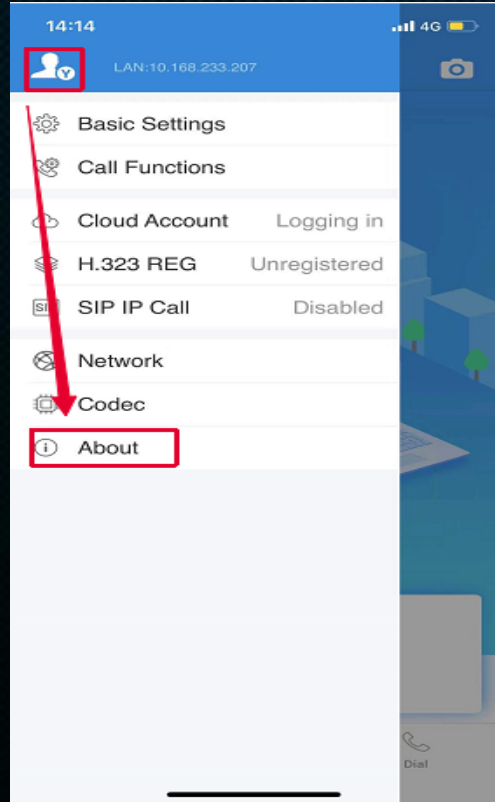 14:14 4G
Y LAN:10.168.233.207
Basic Settings
Call Functions
Cloud Account Logging in
H.323 REG Unregistered
SIP IP Call Disabled
Network
Codec
About
Dial